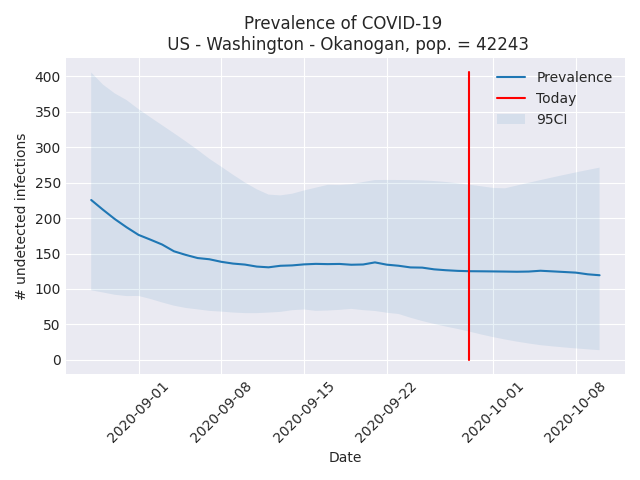 Prevalence of COVID-19
US - Washington - Okanogan, pop. = 42243
# undetected infections
400
350
300
250
200
150
100
50
0
Prevalence
Today
95CI
2020-09-01
2020-09-08
2020-09-15
2020-09-22
2020-10-01
2020-10-08
Date